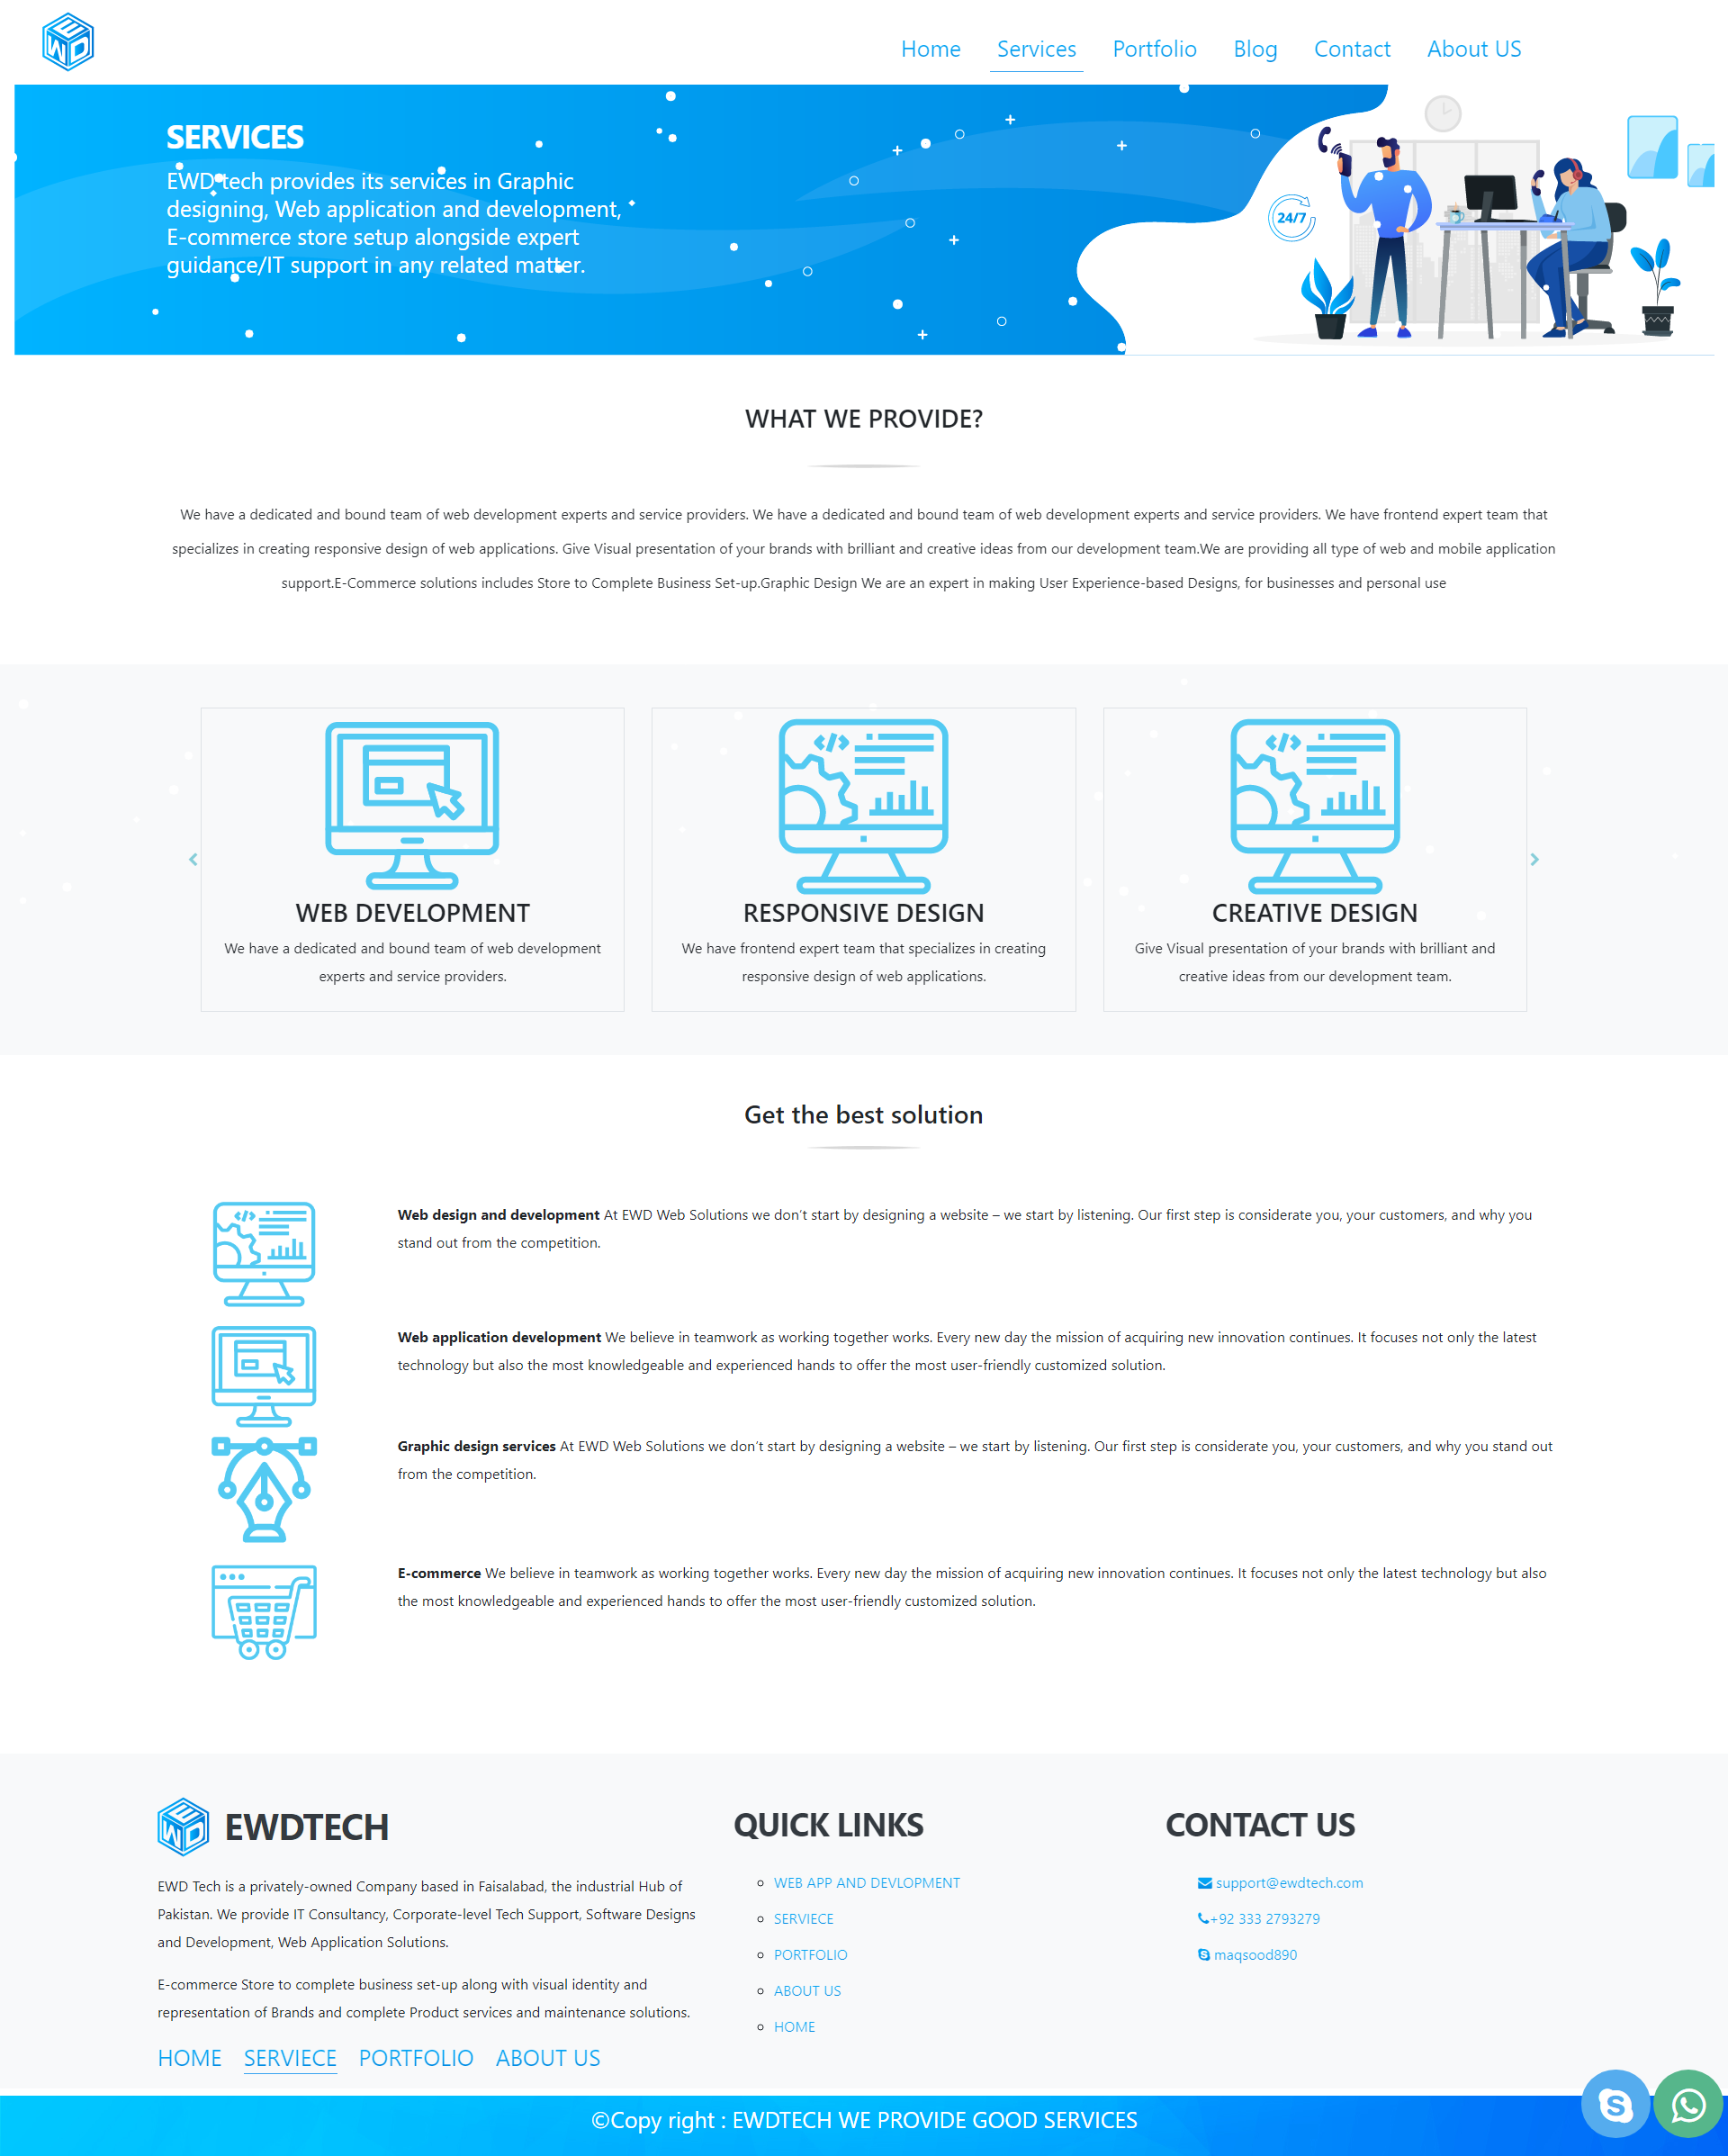 EWD
Home Services Portfolio Blog Contact About US
SERVICES
EWD tech provides its services in Graphic
designing, Web application and development,
E-commerce store setup alongside expert
guidance/IT support in any related matter.
24/7
WHAT WE PROVIDE?
We have a dedicated and bound team of web development experts and service providers. We have a dedicated and bound team of web development experts and service providers. We have frontend expert team that
specializes in creating responsive design of web applications. Give Visual presentation of your brands with brilliant and creative ideas from our development team.We are providing all type of web and mobile application
support.E-Commerce solutions includes Store to Complete Business Set-up.Graphic Design We are an expert in making User Experience-based Designs, for businesses and personal use
WEB DEVELOPMENT
We have a dedicated and bound team of web development
experts and service providers.
RESPONSIVE DESIGN
We have frontend expert team that specializes in creating
responsive design of web applications.
CREATIVE DESIGN
Give Visual presentation of your brands with brilliant and
creative ideas from our development team.
Get the best solution
Web design and development At EWD Web Solutions we don't start by designing a website – we start by listening. Our first step is considerate you, your customers, and why you
stand out from the competition.
Web application development We believe in teamwork as working together works. Every new day the mission of acquiring new innovation continues. It focuses not only the latest
technology but also the most knowledgeable and experienced hands to offer the most user-friendly customized solution.
Graphic design services At EWD Web Solutions we don't start by designing a website – we start by listening. Our first step is considerate you, your customers, and why you stand out
from the competition.
E-commerce We believe in teamwork as working together works. Every new day the mission of acquiring new innovation continues. It focuses not only the latest technology but also
the most knowledgeable and experienced hands to offer the most user-friendly customized solution.
EWD
EWDTECH
EWD Tech is a privately-owned Company based in Faisalabad, the industrial Hub of
Pakistan. We provide IT Consultancy, Corporate-level Tech Support, Software Designs
and Development, Web Application Solutions.
E-commerce Store to complete business set-up along with visual identity and
representation of Brands and complete Product services and maintenance solutions.
HOME SERVIECE PORTFOLIO ABOUT US
QUICK LINKS
WEB APP AND DEVLOPMENT
SERVIECE
PORTFOLIO
ABOUT US
HOME
CONTACT US
support@ewdtech.com
+92 333 2793279
maqsood890
©Copy right : EWDTECH WE PROVIDE GOOD SERVICES